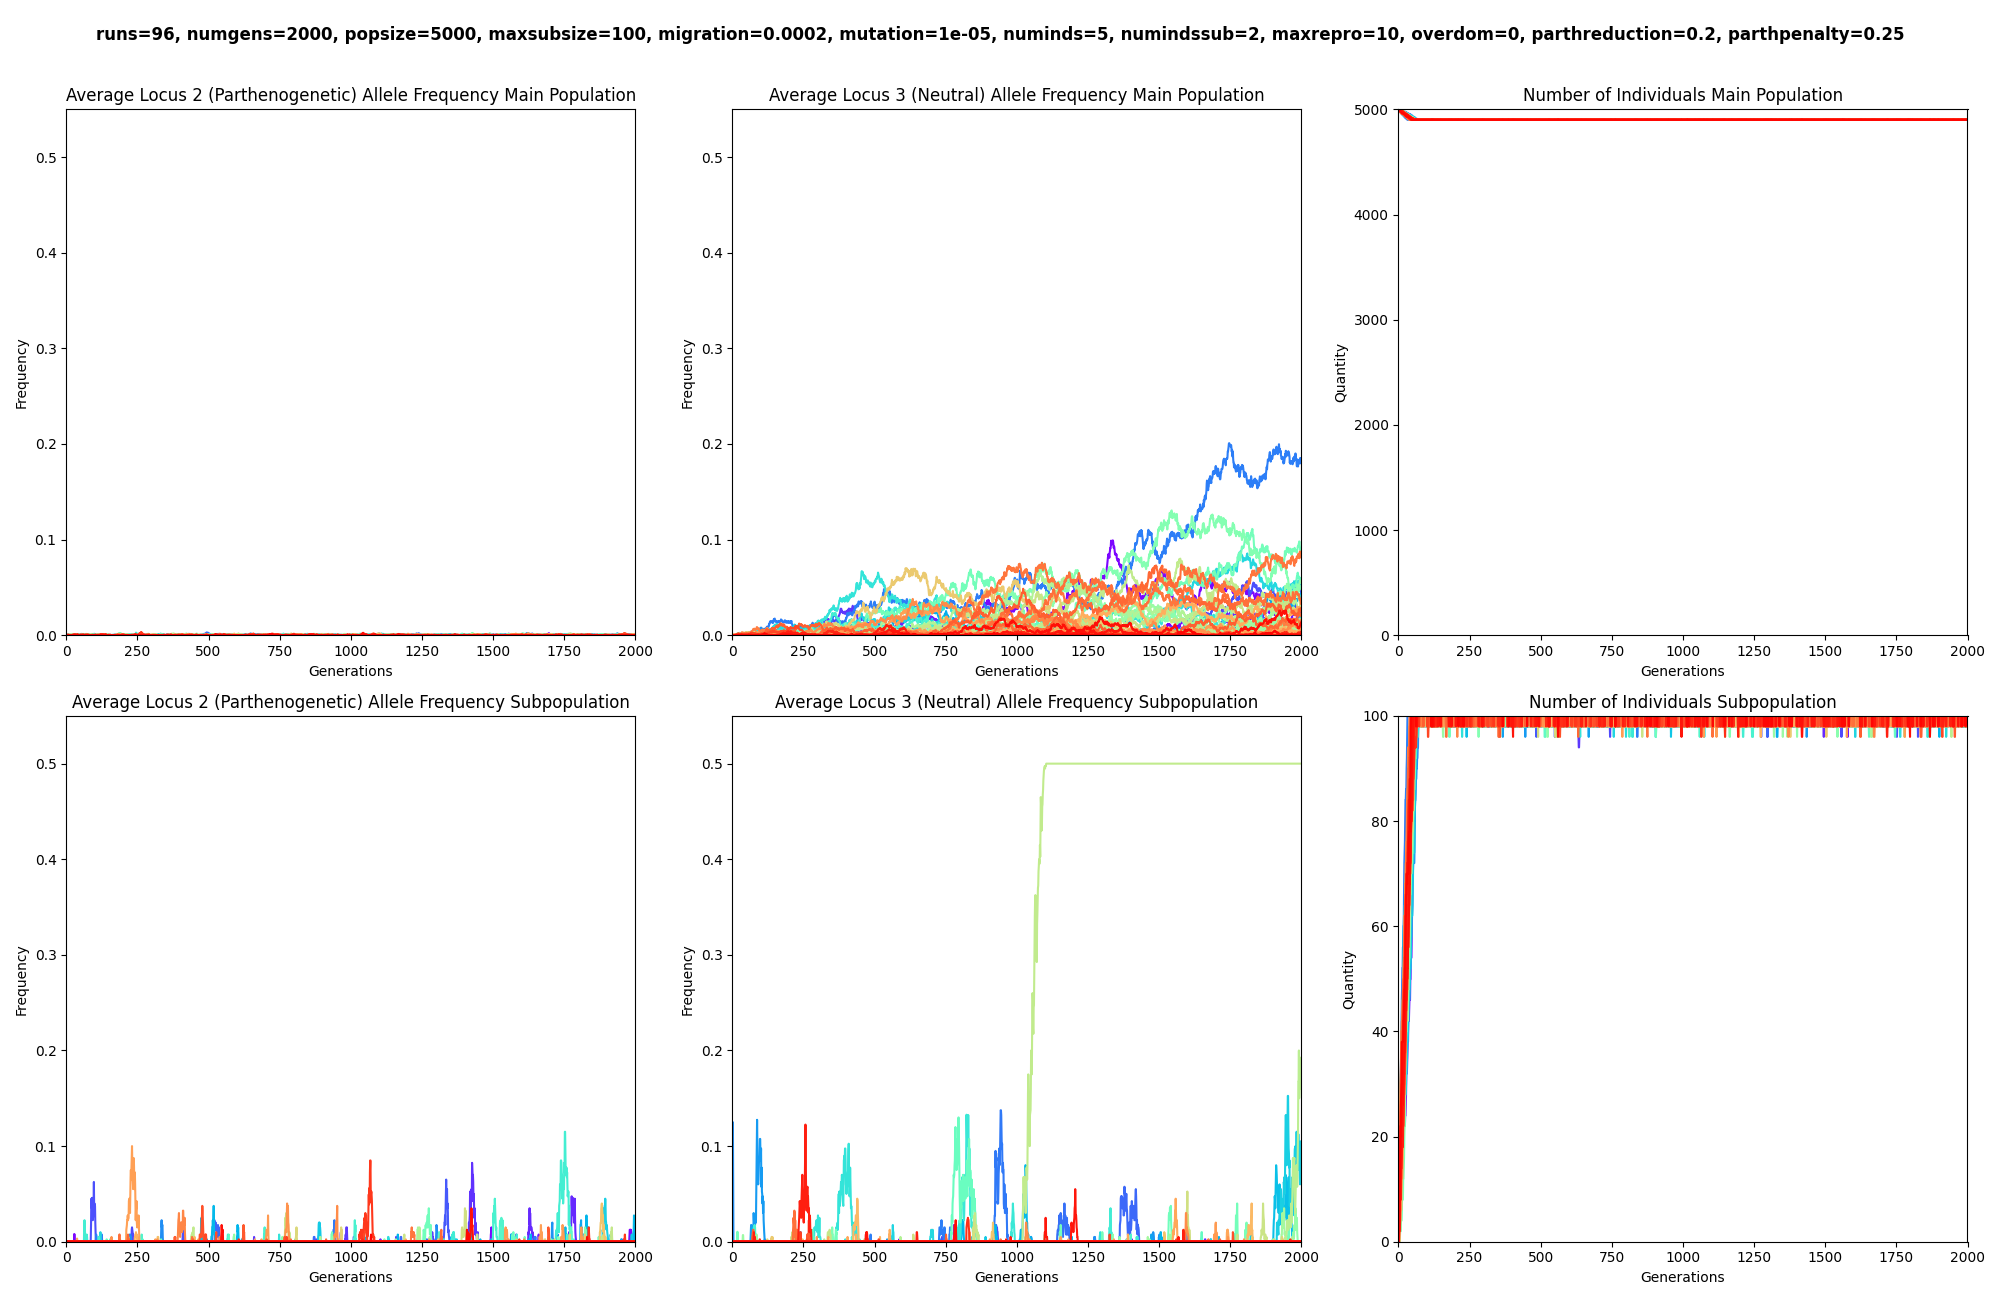 runs=96, numgens=2000, popsize=5000, maxsubsize=100, migration=0.0002, mutation=1e-05, numinds=5, numindssub=2, maxrepro=10, overdom=0, parthreduction=0.2, parthpenalty=0.25
Average Locus 2 (Parthenogenetic) Allele Frequency Main Population
Frequency
0.5
0.4
0.3
0.2
0.1
0.0
0 250 500 750 1000 1250 1500 1750 2000
Generations
Average Locus 3 (Neutral) Allele Frequency Main Population
Frequency
0.5
0.4
0.3
0.2
0.1
0.0
0 250 500 750 1000 1250 1500 1750 2000
Generations
Number of Individuals Main Population
Quantity
5000
4000
3000
2000
1000
0
0 250 500 750 1000 1250 1500 1750 2000
Generations
Average Locus 2 (Parthenogenetic) Allele Frequency Subpopulation
Frequency
0.5
0.4
0.3
0.2
0.1
0.0
0 250 500 750 1000 1250 1500 1750 2000
Generations
Average Locus 3 (Neutral) Allele Frequency Subpopulation
Frequency
0.5
0.4
0.3
0.2
0.1
0.0
0 250 500 750 1000 1250 1500 1750 2000
Generations
Number of Individuals Subpopulation
Quantity
100
80
60
40
20
0
0 250 500 750 1000 1250 1500 1750 2000
Generations